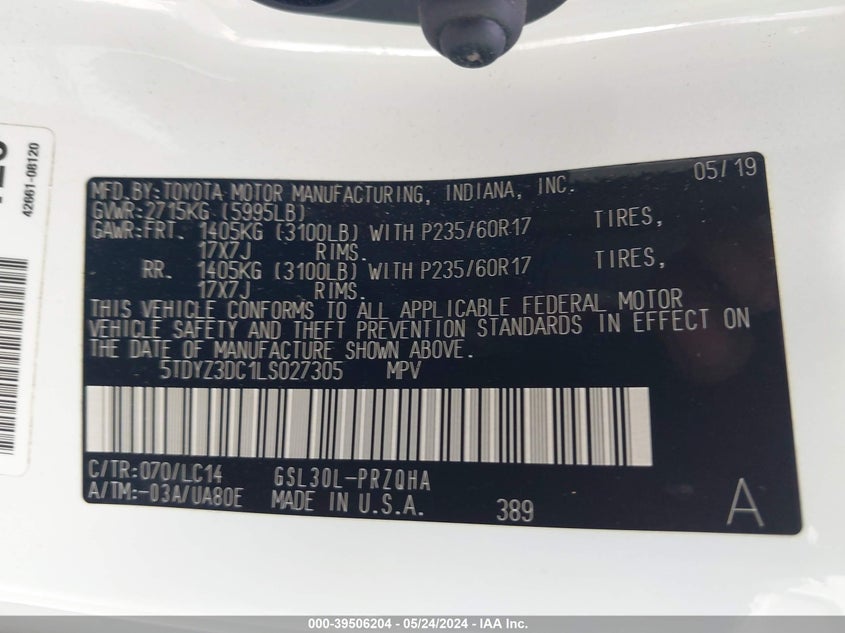 MFD.BY:TOYOTA MOTOR MANUFACTURING, INDIANA, INC. 05/19
GVWR:2715KG (5995LB)
GAWR:FRT. 1405KG (3100LB) WITH P235/60R17 TIRES,
17X7J RIMS.
RR. 1405KG (3100LB) WITH P235/60R17 TIRES,
17X7J RIMS.
THIS VEHICLE CONFORMS TO ALL APPLICABLE FEDERAL MOTOR
VEHICLE SAFETY AND THEFT PREVENTION STANDARDS IN EFFECT ON
THE DATE OF MANUFACTURE SHOWN ABOVE.
5TDYZ3DC1LS027305 MPV
C/TR:070/LC14 GSL30L-PRZQHA
A/TM:-03A/UA80E MADE IN U.S.A. 389 A
42661-08120
000-39506204 - 05/24/2024 - IAA Inc.